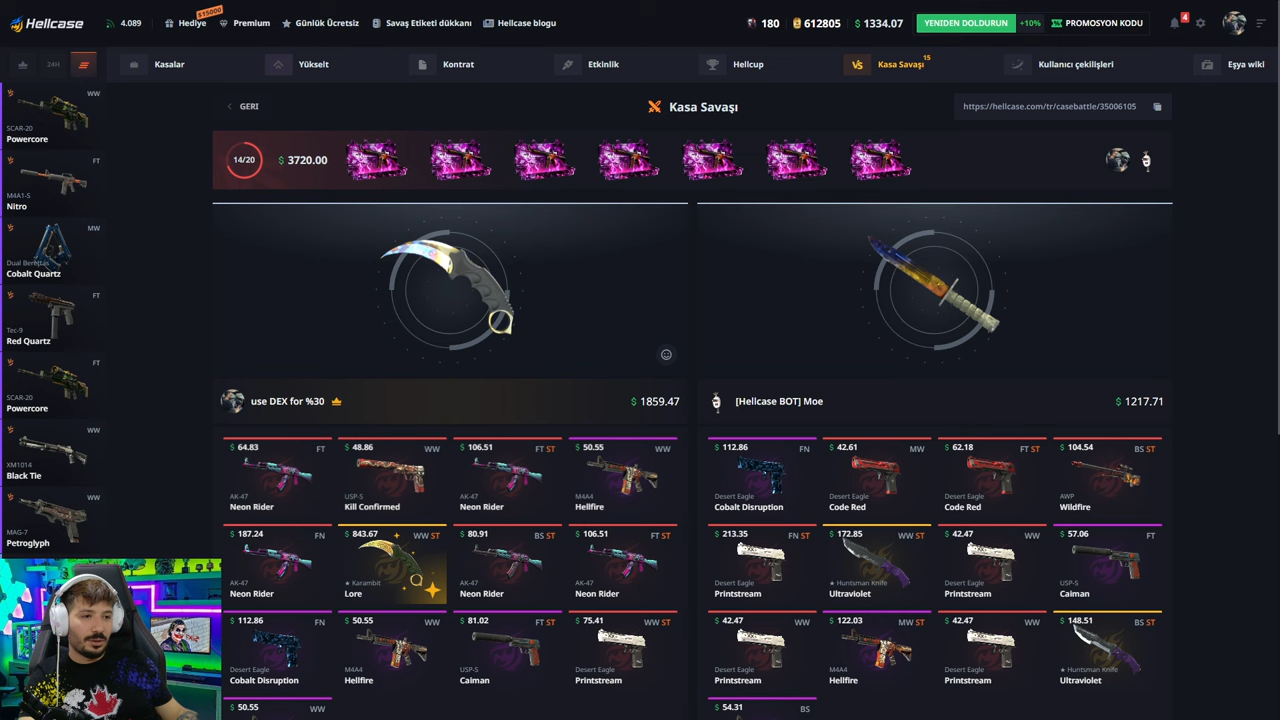 Hellcase
4.089
Hediye
$15000
Premium
Günlük Ücretsiz
Savaş Etiketi dükkanı
Hellcase blogu
180
612805
$ 1334.07
YENİDEN DOLDURUN
+10%
PROMOSYON KODU
4
24H
Kasalar
Yükselt
Kontrat
Etkinlik
Hellcup
VS
Kasa Savaşı
15
Kullanıcı çekilişleri
Eşya wiki
WW
SCAR-20
Powercore
FT
M4A1-S
Nitro
MW
Dual Berettas
Cobalt Quartz
FT
Tec-9
Red Quartz
FT
SCAR-20
Powercore
WW
XM1014
Black Tie
WW
MAG-7
Petroglyph
GERİ
Kasa Savaşı
https://hellcase.com/tr/casebattle/35006105
14/20
$ 3720.00
use DEX for %30
$ 1859.47
[Hellcase BOT] Moe
$ 1217.71
$ 64.83 FT
AK-47
Neon Rider
$ 48.86 WW
USP-S
Kill Confirmed
$ 106.51 FT ST
AK-47
Neon Rider
$ 50.55 WW
M4A4
Hellfire
$ 112.86 FN
Desert Eagle
Cobalt Disruption
$ 42.61 MW
Desert Eagle
Code Red
$ 62.18 FT ST
Desert Eagle
Code Red
$ 104.54 BS ST
AWP
Wildfire
$ 187.24 FN
AK-47
Neon Rider
$ 843.67 WW ST
★ Karambit
Lore
$ 80.91 BS ST
AK-47
Neon Rider
$ 106.51 FT ST
AK-47
Neon Rider
$ 213.35 FN ST
Desert Eagle
Printstream
$ 172.85 WW ST
★ Huntsman Knife
Ultraviolet
$ 42.47 WW
Desert Eagle
Printstream
$ 57.06 FT
USP-S
Caiman
$ 112.86 FN
Desert Eagle
Cobalt Disruption
$ 50.55 WW
M4A4
Hellfire
$ 81.02 FT ST
USP-S
Caiman
$ 75.41 WW ST
Desert Eagle
Printstream
$ 42.47 WW
Desert Eagle
Printstream
$ 122.03 MW ST
M4A4
Hellfire
$ 42.47 WW
Desert Eagle
Printstream
$ 148.51 BS ST
★ Huntsman Knife
Ultraviolet
$ 50.55 WW
$ 54.31 BS